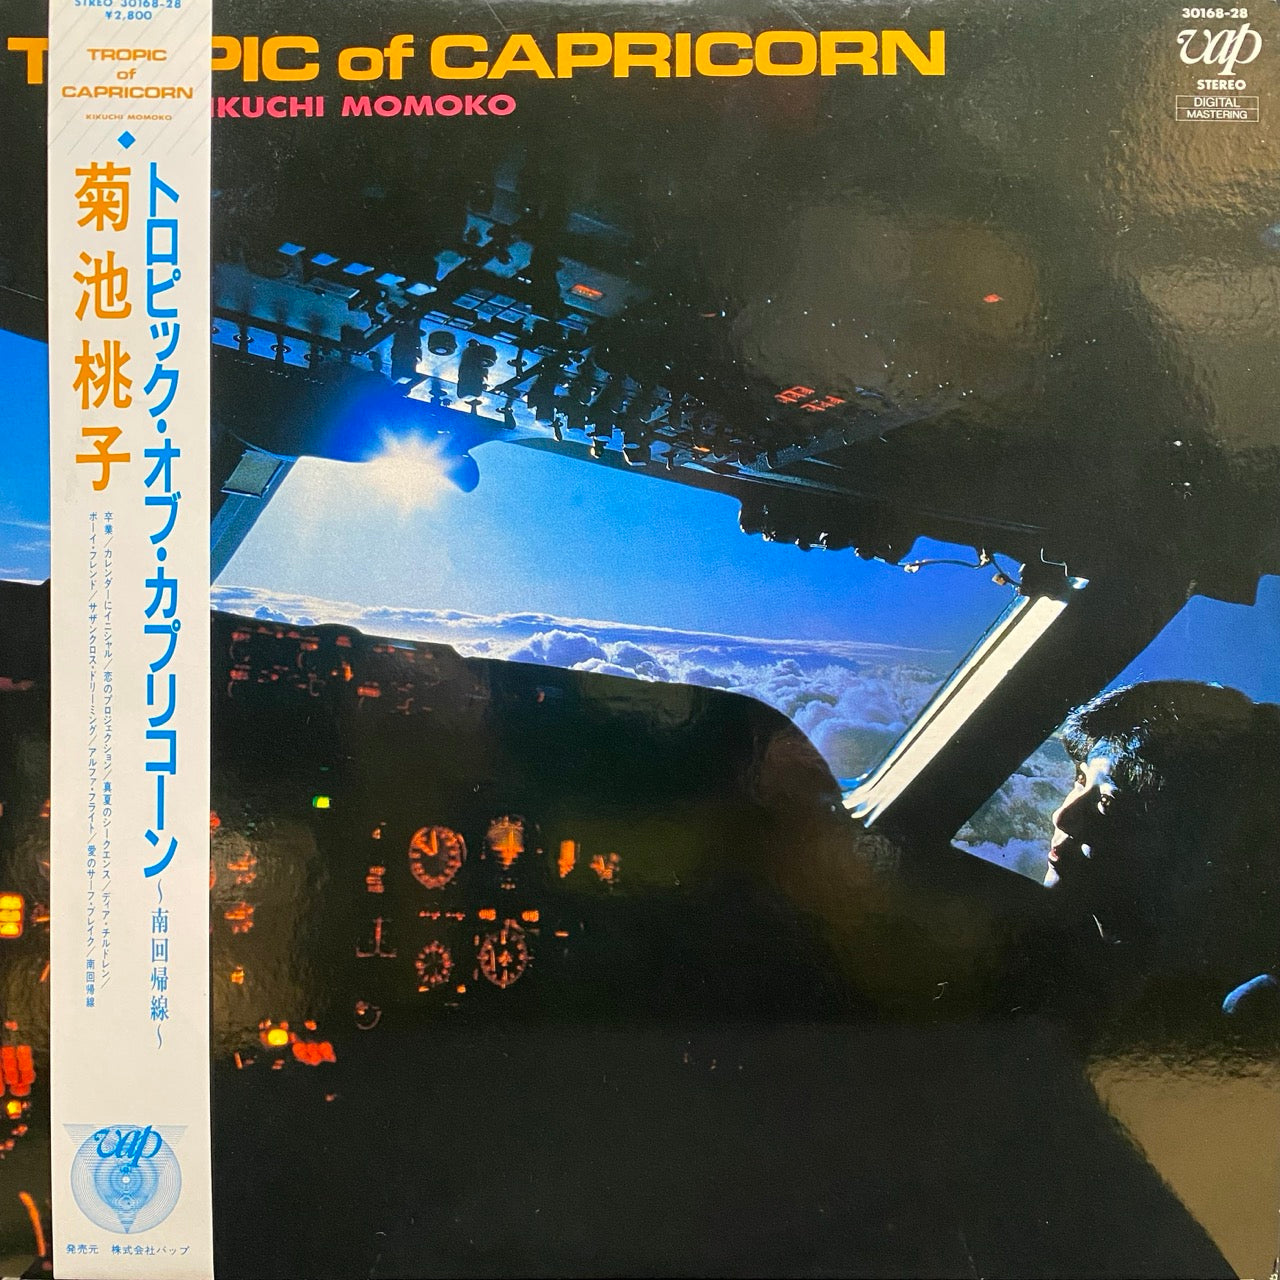 STREO 30168-28
¥2,800
TROPIC
of
CAPRICORN
KIKUCHI MOMOKO
トロピック・オブ・カプリコーン
〜南回帰線〜
菊池桃子
卒業／カレンダーにイニシャル／恋のプロジェクション／真夏のシークエンス／ディア・チルドレン／
ボーイ・フレンド／サザンクロス・ドリーミング／アルファ・フライト／愛のサーフ・ブレイク／南回帰線
vap
発売元 株式会社バップ
T PIC of CAPRICORN
IKUCHI MOMOKO
30168-28
vap
STEREO
DIGITAL
MASTERING